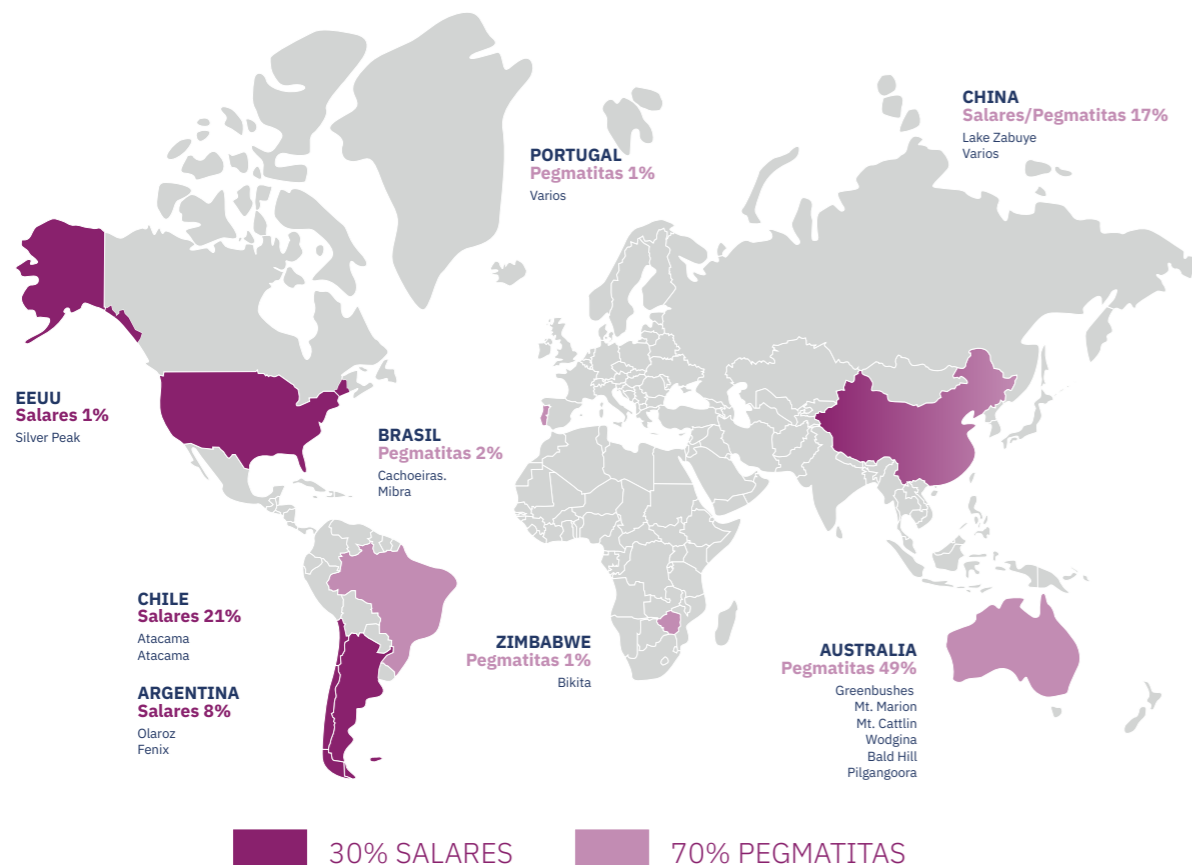 CHINA
Salares/Pegmatitas 17%
Lake Zabuye
Varios
PORTUGAL
Pegmatitas 1%
Varios
EEUU
Salares 1%
Silver Peak
BRASIL
Pegmatitas 2%
Cachoeiras.
Mibra
CHILE
Salares 21%
Atacama
Atacama
ARGENTINA
Salares 8%
Olaroz
Fenix
ZIMBABWE
Pegmatitas 1%
Bikita
AUSTRALIA
Pegmatitas 49%
Greenbushes
Mt. Marion
Mt. Cattlin
Wodgina
Bald Hill
Pilgangoora
30% SALARES
70% PEGMATITAS